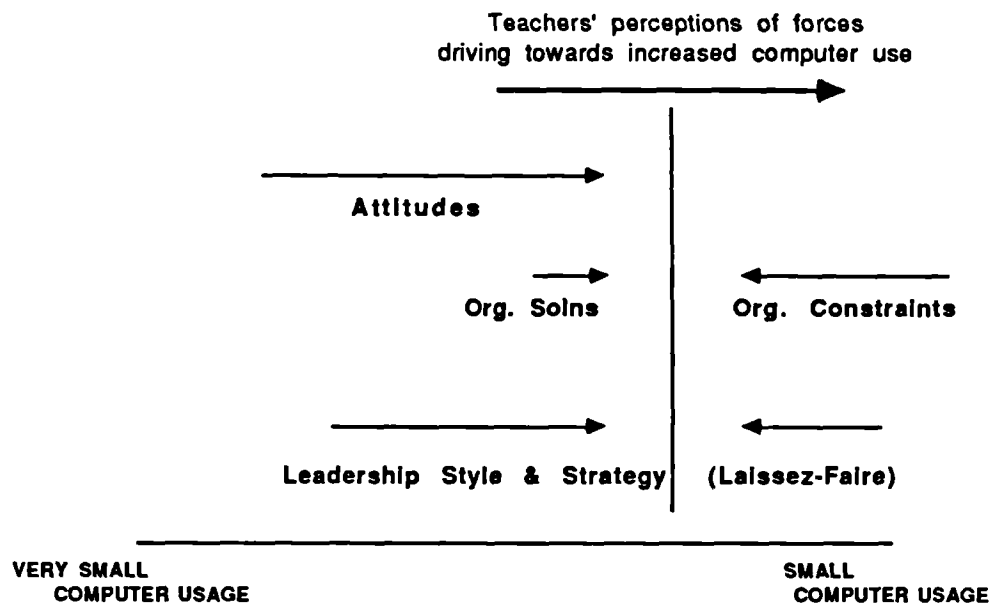 Teachers' perceptions of forces
driving towards increased computer use
Attitudes
Org. Solns
Org. Constraints
Leadership Style & Strategy
(Laissez-Faire)
VERY SMALL
COMPUTER USAGE
SMALL
COMPUTER USAGE